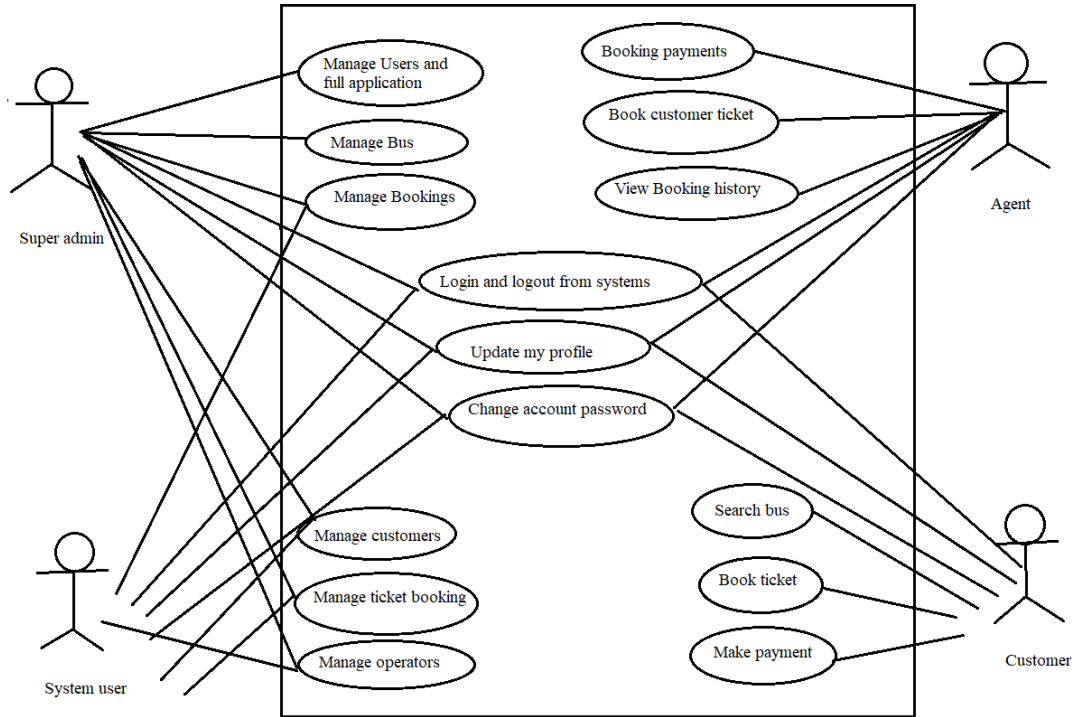 Manage Users and
full application
Booking payments
Manage Bus
Book customer ticket
Manage Bookings
View Booking history
Super admin
Agent
Login and logout from systems
Update my profile
Change account password
Search bus
Manage customers
Book ticket
Manage ticket booking
Make payment
Manage operators
System user
Customer